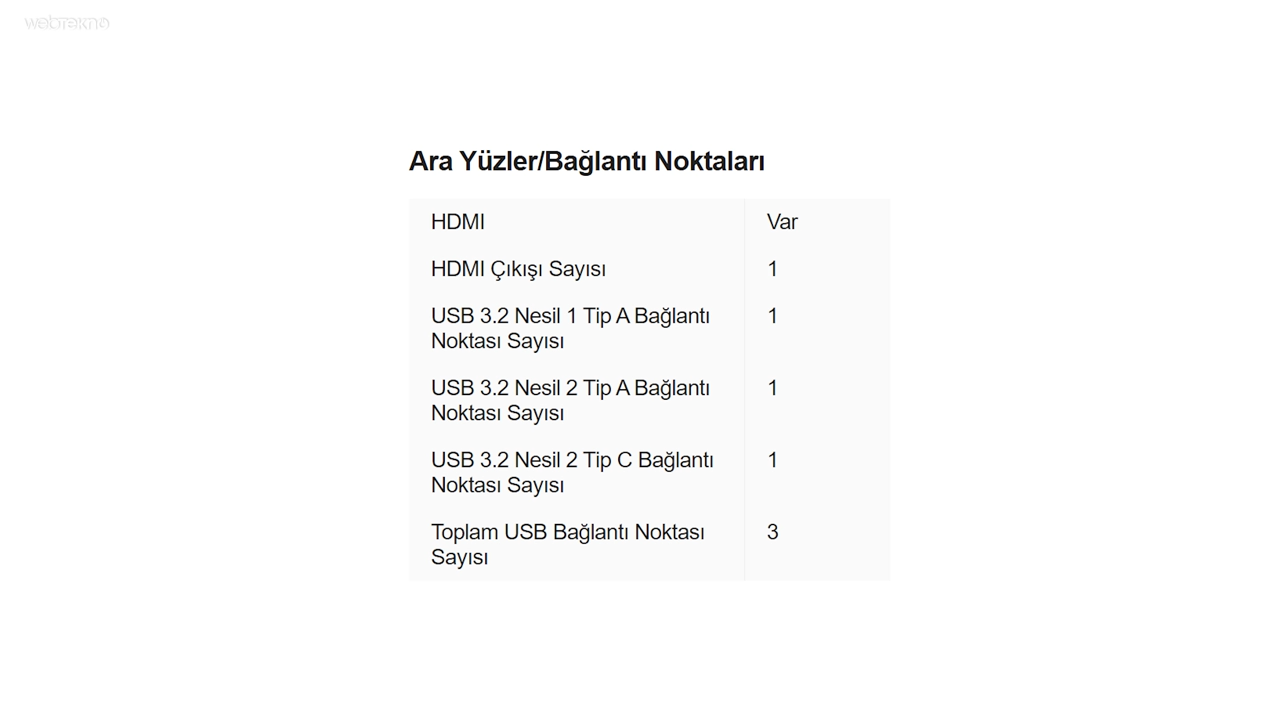 webtekno
Ara Yüzler/Bağlantı Noktaları
HDMI Var
HDMI Çıkışı Sayısı 1
USB 3.2 Nesil 1 Tip A Bağlantı 1
Noktası Sayısı
USB 3.2 Nesil 2 Tip A Bağlantı 1
Noktası Sayısı
USB 3.2 Nesil 2 Tip C Bağlantı 1
Noktası Sayısı
Toplam USB Bağlantı Noktası 3
Sayısı